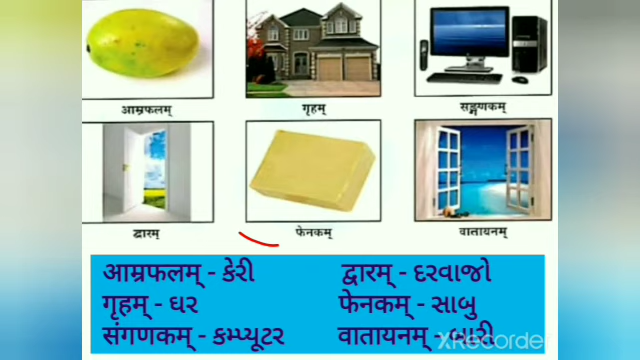 आम्रफलम् गृहम् सङ्गणकम्
द्वारम् फेनकम् वातायनम्
आम्रफलम् - કેરી द्वारम् - દરવાજો
गृहम् - ઘર फेनकम् - સાબુ
संगणकम् - કમ્પ્યૂટર वातायनम् - બારી
XRecorder